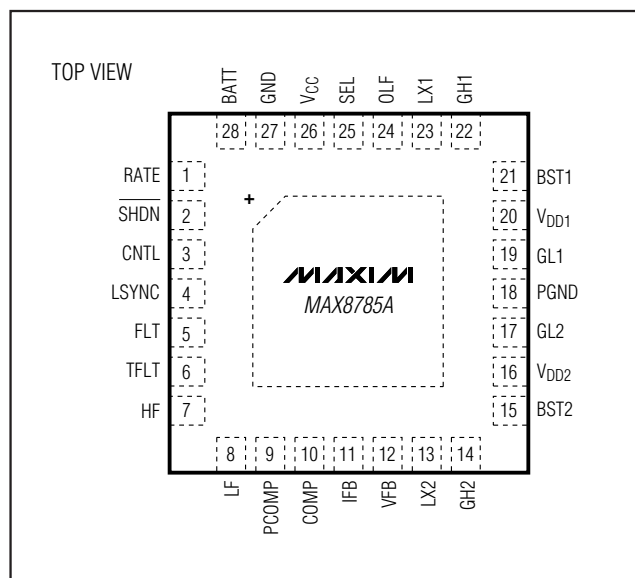 TOP VIEW
BATT
GND
VCC
SEL
OLF
LX1
GH1
28 27 26 25 24 23 22
RATE 1
SHDN 2
CNTL 3
LSYNC 4
FLT 5
TFLT 6
HF 7
+
MAXIM
MAX8785A
21 BST1
20 VDD1
19 GL1
18 PGND
17 GL2
16 VDD2
15 BST2
8 9 10 11 12 13 14
LF
PCOMP
COMP
IFB
VFB
LX2
GH2